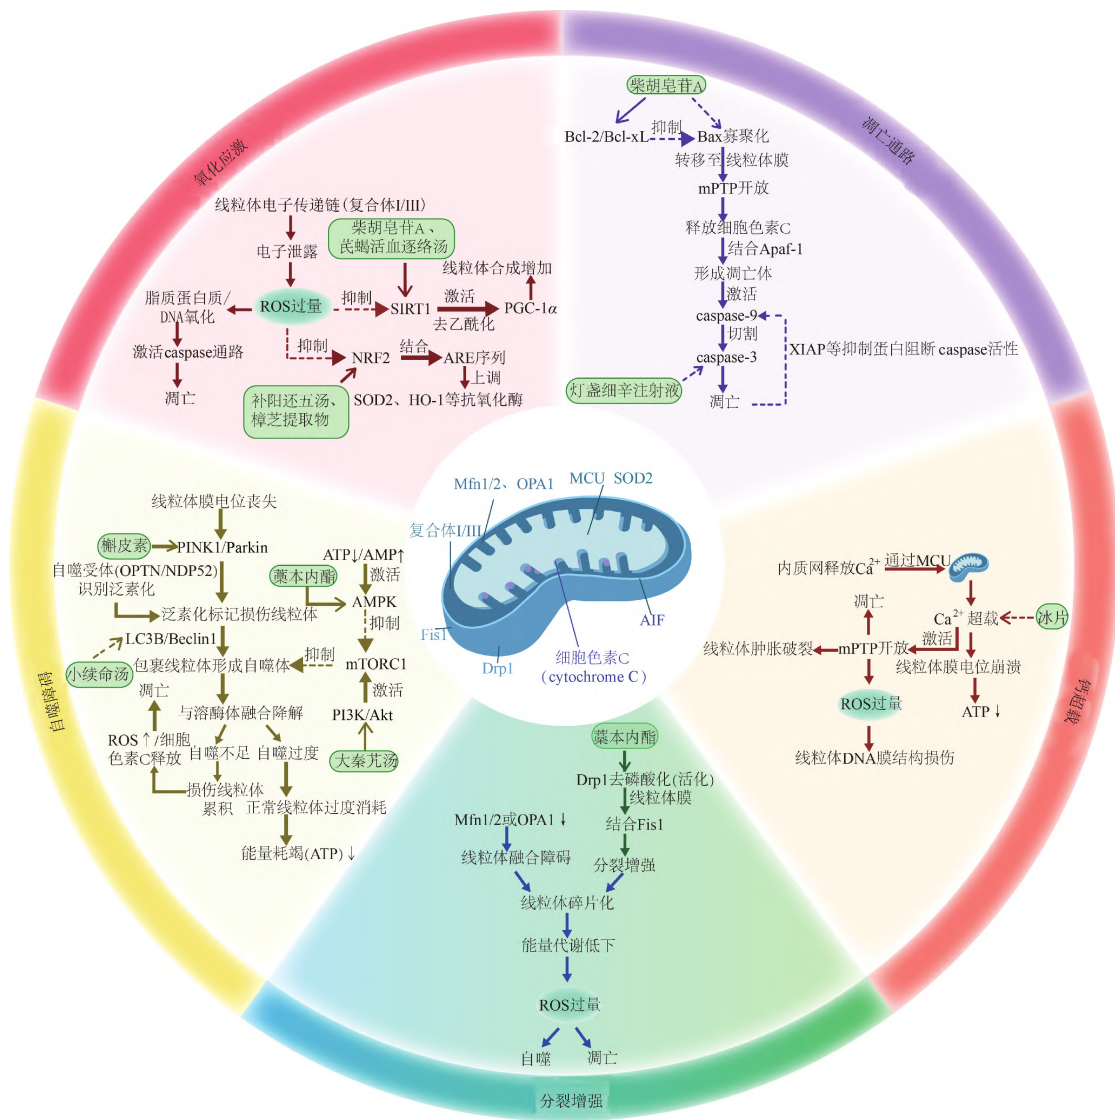 氧化应激
线粒体电子传递链(复合体I/III)
电子泄露
柴胡皂苷A、
芪蝎活血逐络汤
线粒体合成增加
脂质蛋白质/
DNA氧化
ROS过量
抑制
SIRT1
激活
去乙酰化
PGC-1α
激活caspase通路
凋亡
抑制
NRF2
结合
ARE序列
上调
补阳还五汤、
樟芝提取物
SOD2、HO-1等抗氧化酶
凋亡通路
柴胡皂苷A
Bcl-2/Bcl-xL
抑制
Bax寡聚化
转移至 线粒体膜
mPTP开放
释放细胞色素C
结合Apaf-1
形成凋亡体
激活
caspase-9
切割
caspase-3
XIAP等抑制蛋白阻断 caspase活性
灯盏细辛注射液
凋亡
Mfn1/2、OPA1
MCU SOD2
复合体I/III
Fis1
Drp1
AIF
细胞色素C
(cytochrome C)
自噬障碍
线粒体膜电位丧失
槲皮素
PINK1/Parkin
自噬受体(OPTN/NDP52)
识别泛素化
泛素化标记损伤线粒体
LC3B/Beclin1
小续命汤
包裹线粒体形成自噬体
抑制
ATP↓/AMP↑
激活
藁本内酯
AMPK
抑制
mTORC1
激活
PI3K/Akt
大秦艽汤
凋亡
与溶酶体融合降解
ROS↑/细胞
色素C释放
自噬不足
自噬过度
损伤线粒体
累积
正常线粒体过度消耗
能量耗竭(ATP)↓
钙超载
内质网释放Ca2+
通过MCU
Ca2+超载
冰片
凋亡
激活
线粒体肿胀破裂
mPTP开放
线粒体膜电位崩溃
ATP↓
ROS过量
线粒体DNA膜结构损伤
藁本内酯
Drp1去磷酸化(活化)
线粒体膜
结合Fis1
分裂增强
Mfn1/2或OPA1↓
线粒体融合障碍
线粒体碎片化
能量代谢低下
ROS过量
自噬
凋亡
分裂增强